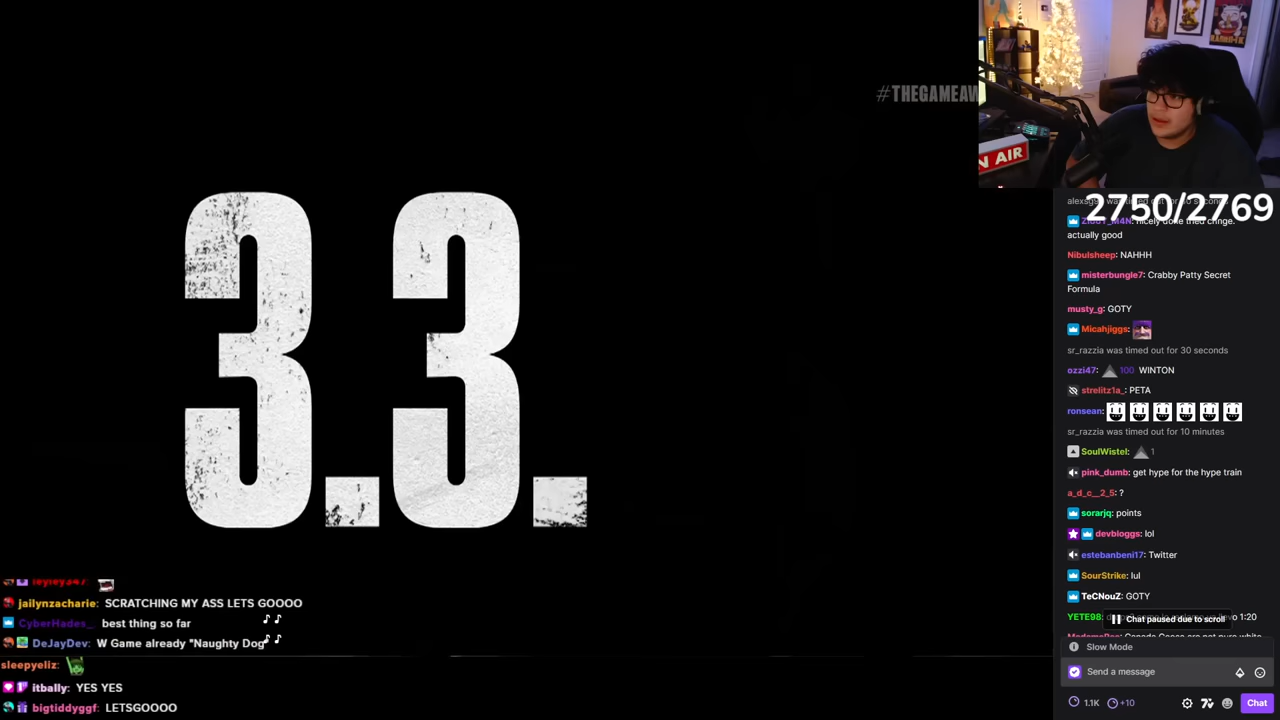 #THEGAMEAW
3.3.
N AIR
2750/2769
actually good
Nibulsheep: NAHHH
misterbungle7: Crabby Patty Secret
Formula
musty_g: GOTY
Micahjiggs:
sr_razzia was timed out for 30 seconds
ozzi47: 100 WINTON
strelitz1a_: PETA
ronsean:
sr_razzia was timed out for 10 minutes
SoulWistel: 1
pink_dumb: get hype for the hype train
a_d_c__2_5: ?
sorarjq: points
devbloggs: lol
estebanbeni17: Twitter
SourStrike: lul
TeCNouZ: GOTY
YETE98: 1:20
Chat paused due to scroll
Slow Mode
Send a message
1.1K +10
Chat
leyley347
jailynzacharie: SCRATCHING MY ASS LETS GOOOO
CyberHades_ best thing so far
DeJayDev: W Game already "Naughty Dog"
sleepyeliz:
itbally: YES YES
bigtiddyggf: LETSGOOOO